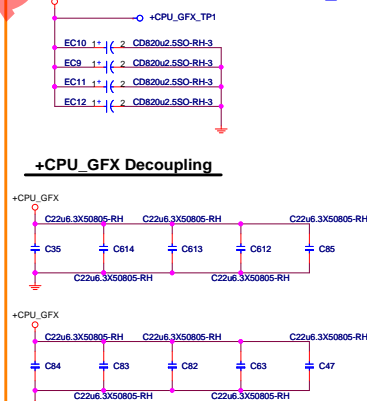 +CPU_GFX_TP1
EC10 1+ 2 CD820u2.5SO-RH-3
EC9 1+ 2 CD820u2.5SO-RH-3
EC11 1+ 2 CD820u2.5SO-RH-3
EC12 1+ 2 CD820u2.5SO-RH-3
+CPU_GFX Decoupling
+CPU_GFX
C22u6.3X50805-RH C22u6.3X50805-RH C22u6.3X50805-RH
C35 C614 C613 C612 C85
C22u6.3X50805-RH C22u6.3X50805-RH
+CPU_GFX
C22u6.3X50805-RH C22u6.3X50805-RH C22u6.3X50805-RH
C84 C83 C82 C63 C47
C22u6.3X50805-RH C22u6.3X50805-RH